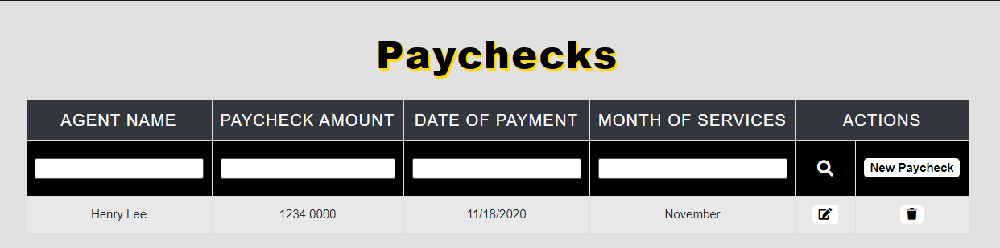 Paychecks
AGENT NAME PAYCHECK AMOUNT DATE OF PAYMENT MONTH OF SERVICES ACTIONS
New Paycheck
Henry Lee 1234.0000 11/18/2020 November